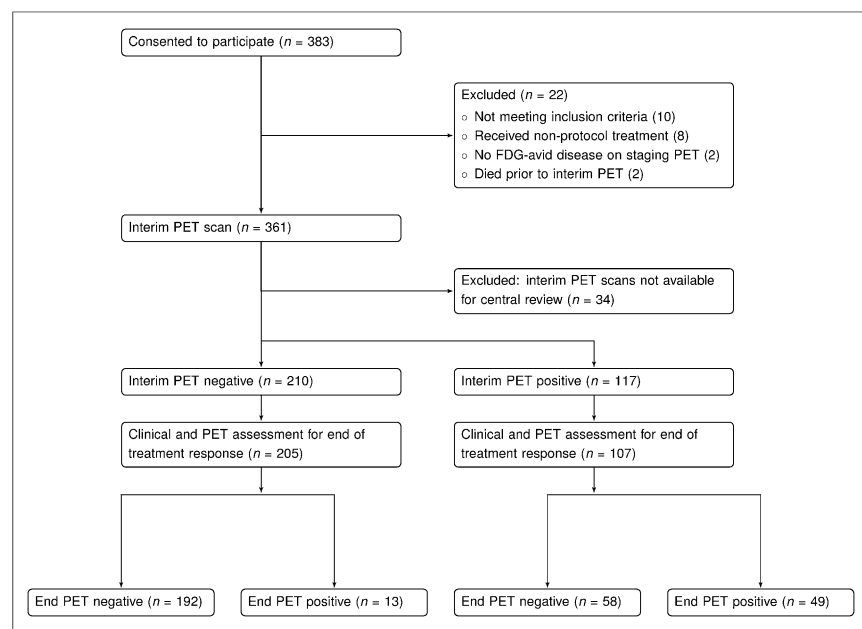 Consented to participate (n = 383)
Excluded (n = 22)
○ Not meeting inclusion criteria (10)
○ Received non-protocol treatment (8)
○ No FDG-avid disease on staging PET (2)
○ Died prior to interim PET (2)
Interim PET scan (n = 361)
Excluded: interim PET scans not available
for central review (n = 34)
Interim PET negative (n = 210)
Interim PET positive (n = 117)
Clinical and PET assessment for end of
treatment response (n = 205)
Clinical and PET assessment for end of
treatment response (n = 107)
End PET negative (n = 192)
End PET positive (n = 13)
End PET negative (n = 58)
End PET positive (n = 49)